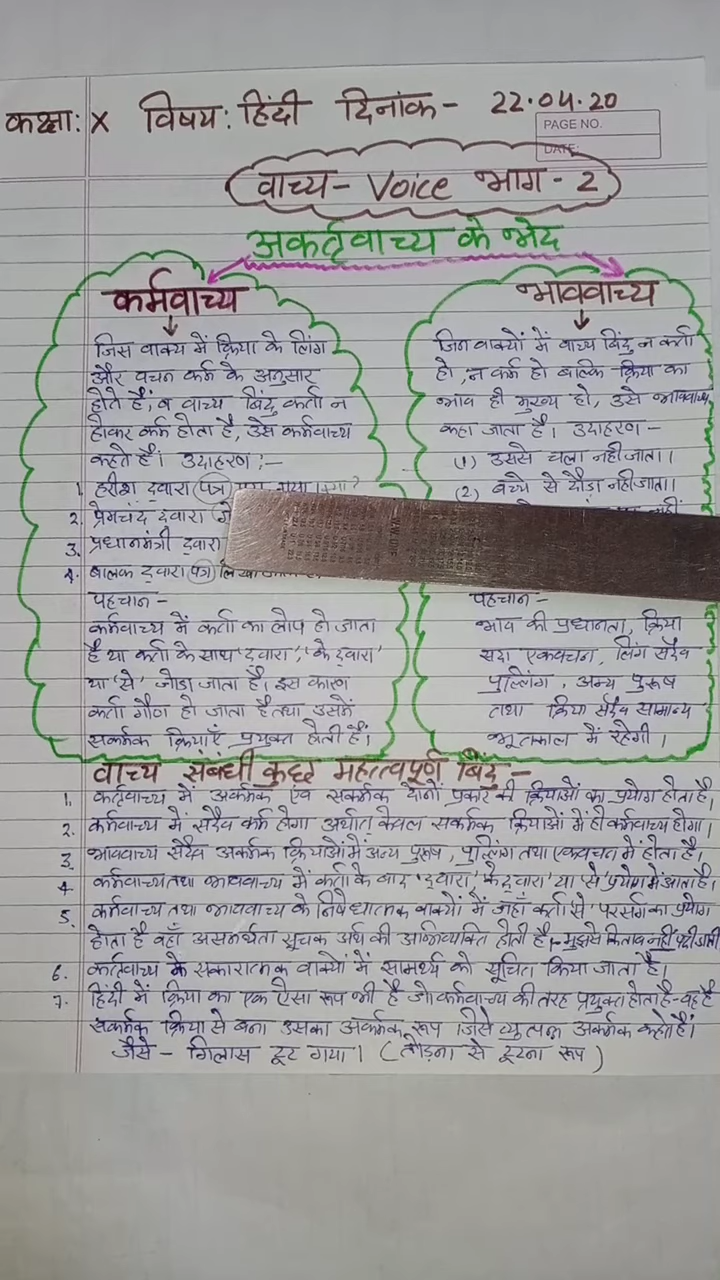 कक्षा: X विषय: हिंदी दिनांक- 22.04.20
PAGE NO.
DATE:
वाच्य- Voice भाग-2
अकर्तृवाच्य के भेद
कर्मवाच्य
जिस वाक्य में क्रिया के लिंग
और वचन कर्म के अनुसार
होते हैं, व वाच्य बिंदु कर्ता न
होकर कर्म होता है, उसे कर्मवाच्य
कहते हैं। उदाहरण :-
1. हरीश द्वारा पत्र
2. प्रेमचंद द्वारा
3. प्रधानमंत्री द्वारा
4. बालक द्वारा पत्र लिखा
पहचान-
कर्मवाच्य में कर्ता का लोप हो जाता
है या कर्ता के साथ 'द्वारा', 'के द्वारा'
या 'से' जोड़ा जाता है। इस कारण
कर्ता गौण हो जाता है तथा उसमें
सकर्मक क्रियाएँ प्रयुक्त होती हैं।
भाववाच्य
जिन वाक्यों में वाच्य बिंदु न कर्ता
हो, न कर्म हो बल्कि क्रिया का
भाव ही मुख्य हो, उसे भाववाच्य
कहा जाता है। उदाहरण-
(1) उससे चला नहीं जाता।
(2) बच्चे से दौड़ा नहीं जाता।
पहचान-
भाव की प्रधानता, क्रिया
सदा एकवचन, लिंग सदैव
पुल्लिंग, अन्य पुरूष
तथा क्रिया सदैव सामान्य
भूतकाल में रहेगी।
वाच्य संबंधी कुछ महत्वपूर्ण बिंदु-
1. कर्तृवाच्य में अकर्मक एवं सकर्मक दोनों प्रकार की क्रियाओं का प्रयोग होता है।
2. कर्मवाच्य में सदैव कर्म होगा अर्थात् केवल सकर्मक क्रियाओं में ही कर्मवाच्य होगा।
3. भाववाच्य सदैव अकर्मक क्रियाओं में अन्य पुरूष, पुल्लिंग तथा एकवचन में होता है।
4. कर्मवाच्य तथा भाववाच्य में कर्ता के बाद 'द्वारा', 'के द्वारा' या 'से' प्रयोग में आता है।
5. कर्मवाच्य तथा भाववाच्य के निषेधात्मक वाक्यों में जहाँ कर्ता 'से' परसर्ग का प्रयोग
होता है वहाँ असमर्थता सूचक अर्थ की अभिव्यक्ति होती है।-मुझसे किताब नहीं पढ़ी जाती
6. कर्तृवाच्य के सकारात्मक वाक्यों में सामर्थ्य को सूचित किया जाता है।
7. हिंदी में क्रिया का एक ऐसा रूप भी है जो कर्मवाच्य की तरह प्रयुक्त होता है-वह है
सकर्मक क्रिया से बना उसका अकर्मक रूप जिसे व्युत्पन्न अकर्मक कहते हैं।
जैसे - गिलास टूट गया। (तोड़ना से टूटना रूप)